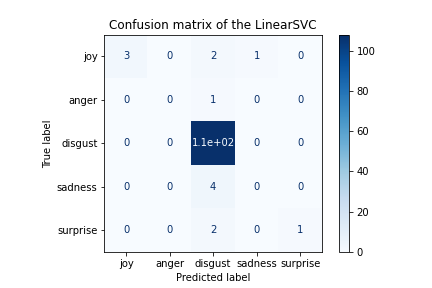 Confusion matrix of the LinearSVC
joy 3 0 2 1 0
anger 0 0 1 0 0
disgust 0 0 1.1e+02 0 0
sadness 0 0 4 0 0
surprise 0 0 2 0 1
joy anger disgust sadness surprise
Predicted label
True label
100
80
60
40
20
0